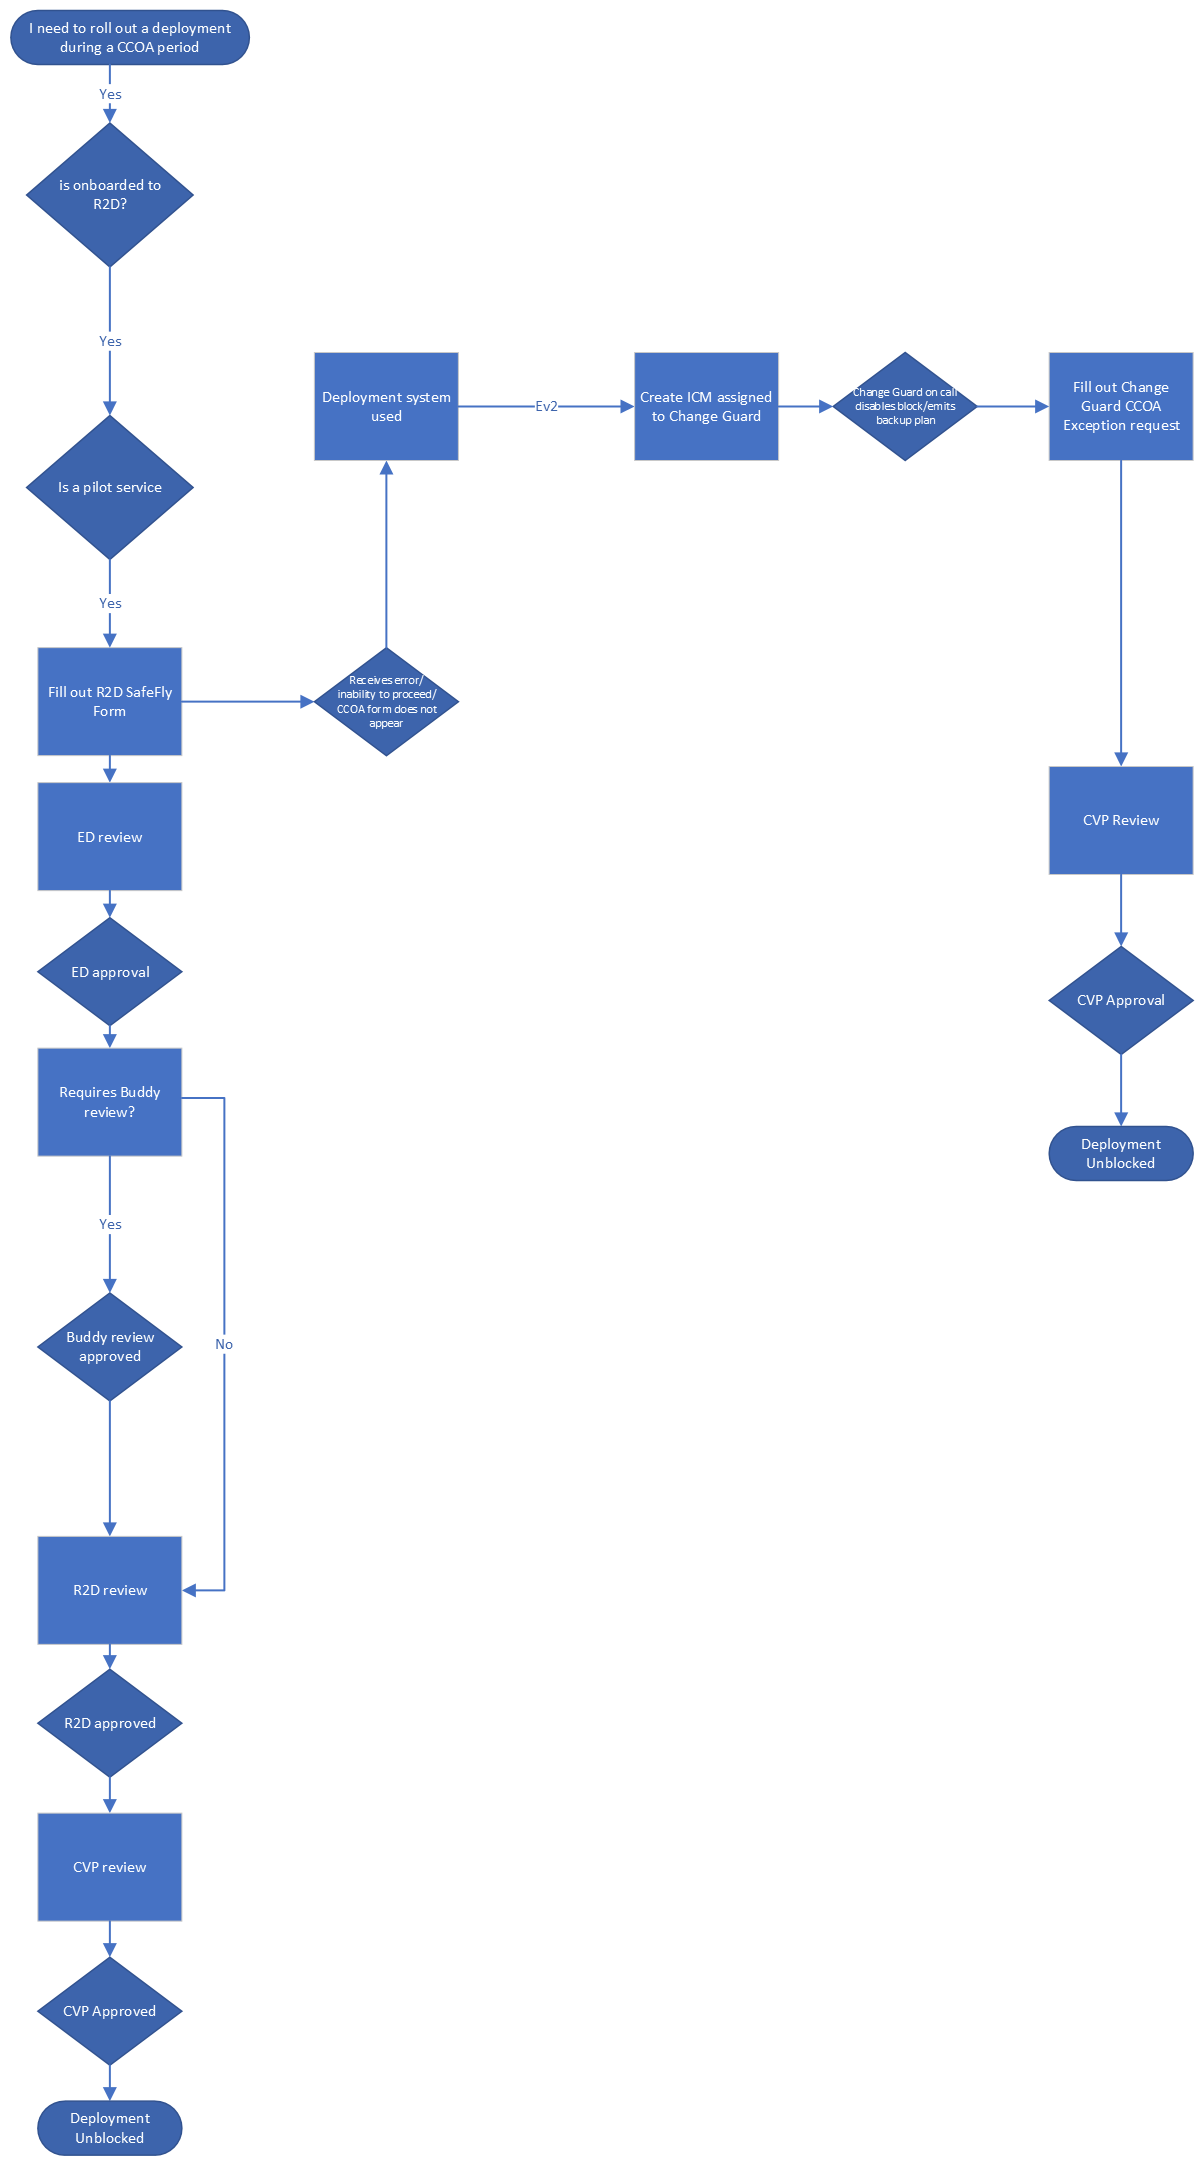 I need to roll out a deployment
during a CCOA period
Yes
is onboarded to
R2D?
Yes
Is a pilot service
Yes
Fill out R2D SafeFly
Form
Receives error/
inability to proceed/
CCOA form does not
appear
Deployment system
used
Ev2
Create ICM assigned
to Change Guard
Change Guard on call
disables block/emits
backup plan
Fill out Change
Guard CCOA
Exception request
CVP Review
CVP Approval
Deployment
Unblocked
ED review
ED approval
Requires Buddy
review?
Yes
No
Buddy review
approved
R2D review
R2D approved
CVP review
CVP Approved
Deployment
Unblocked